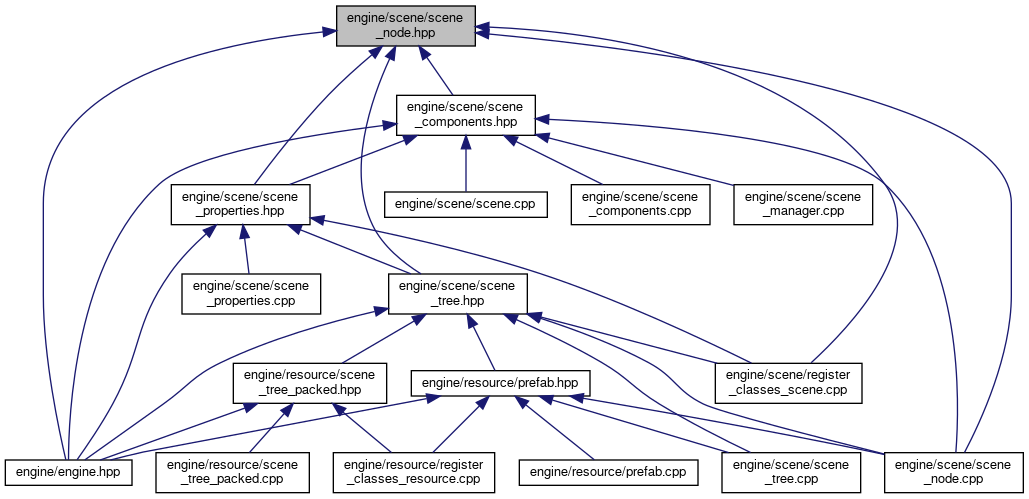 engine/scene/scene
_node.hpp
engine/scene/scene
_components.hpp
engine/scene/scene
_properties.hpp
engine/scene/scene.cpp
engine/scene/scene
_components.cpp
engine/scene/scene
_manager.cpp
engine/scene/scene
_properties.cpp
engine/scene/scene
_tree.hpp
engine/resource/scene
_tree_packed.hpp
engine/resource/prefab.hpp
engine/scene/register
_classes_scene.cpp
engine/engine.hpp
engine/resource/scene
_tree_packed.cpp
engine/resource/register
_classes_resource.cpp
engine/resource/prefab.cpp
engine/scene/scene
_tree.cpp
engine/scene/scene
_node.cpp